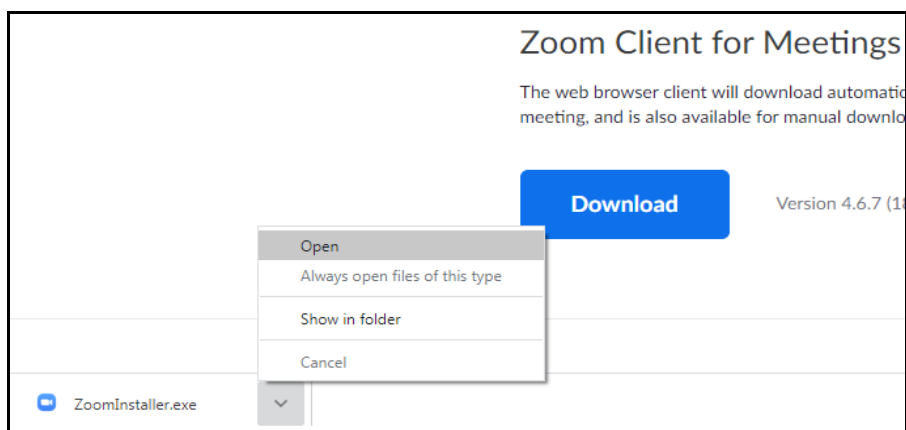 Zoom Client for Meetings
The web browser client will download automatic
meeting, and is also available for manual downlo
Download
Version 4.6.7 (18
Open
Always open files of this type
Show in folder
Cancel
ZoomInstaller.exe